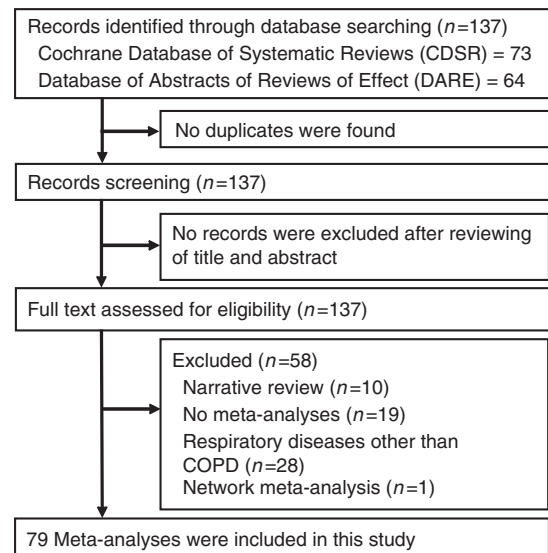 Records identified through database searching (n=137)
Cochrane Database of Systematic Reviews (CDSR) = 73
Database of Abstracts of Reviews of Effect (DARE) = 64
No duplicates were found
Records screening (n=137)
No records were excluded after reviewing
of title and abstract
Full text assessed for eligibility (n=137)
Excluded (n=58)
Narrative review (n=10)
No meta-analyses (n=19)
Respiratory diseases other than
COPD (n=28)
Network meta-analysis (n=1)
79 Meta-analyses were included in this study